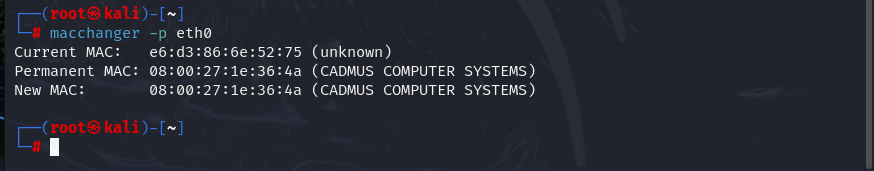 ┌──(root㉿kali)-[~]
└─# macchanger -p eth0
Current MAC:   e6:d3:86:6e:52:75 (unknown)
Permanent MAC: 08:00:27:1e:36:4a (CADMUS COMPUTER SYSTEMS)
New MAC:       08:00:27:1e:36:4a (CADMUS COMPUTER SYSTEMS)
┌──(root㉿kali)-[~]
└─#